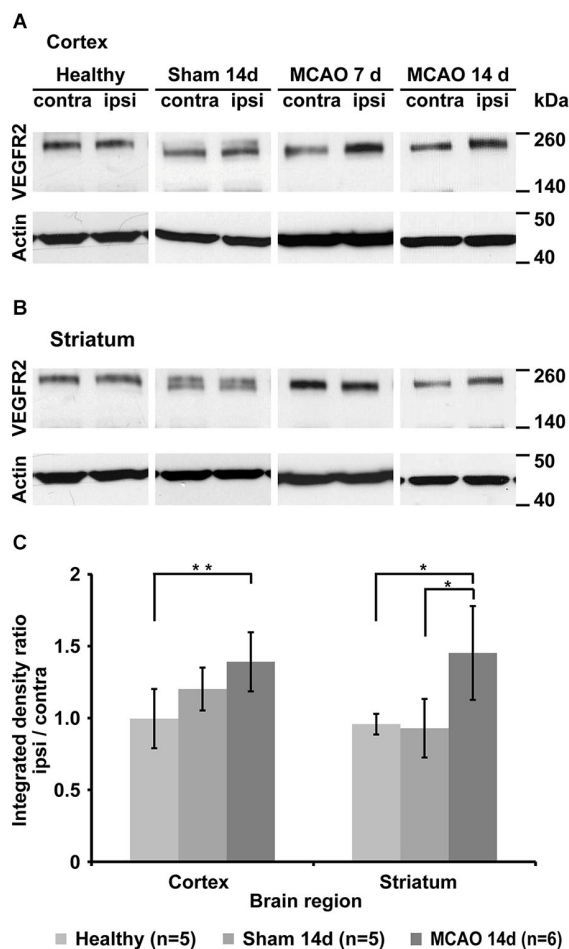 A
Cortex
Healthy Sham 14d MCAO 7 d MCAO 14 d
contra ipsi contra ipsi contra ipsi contra ipsi kDa
VEGFR2
260
140
Actin
50
40
B
Striatum
VEGFR2
260
140
Actin
50
40
C
Integrated density ratio
ipsi / contra
2
1.5
1.0
0.5
0
* *
*
*
Cortex Striatum
Brain region
Healthy (n=5) Sham 14d (n=5) MCAO 14d (n=6)